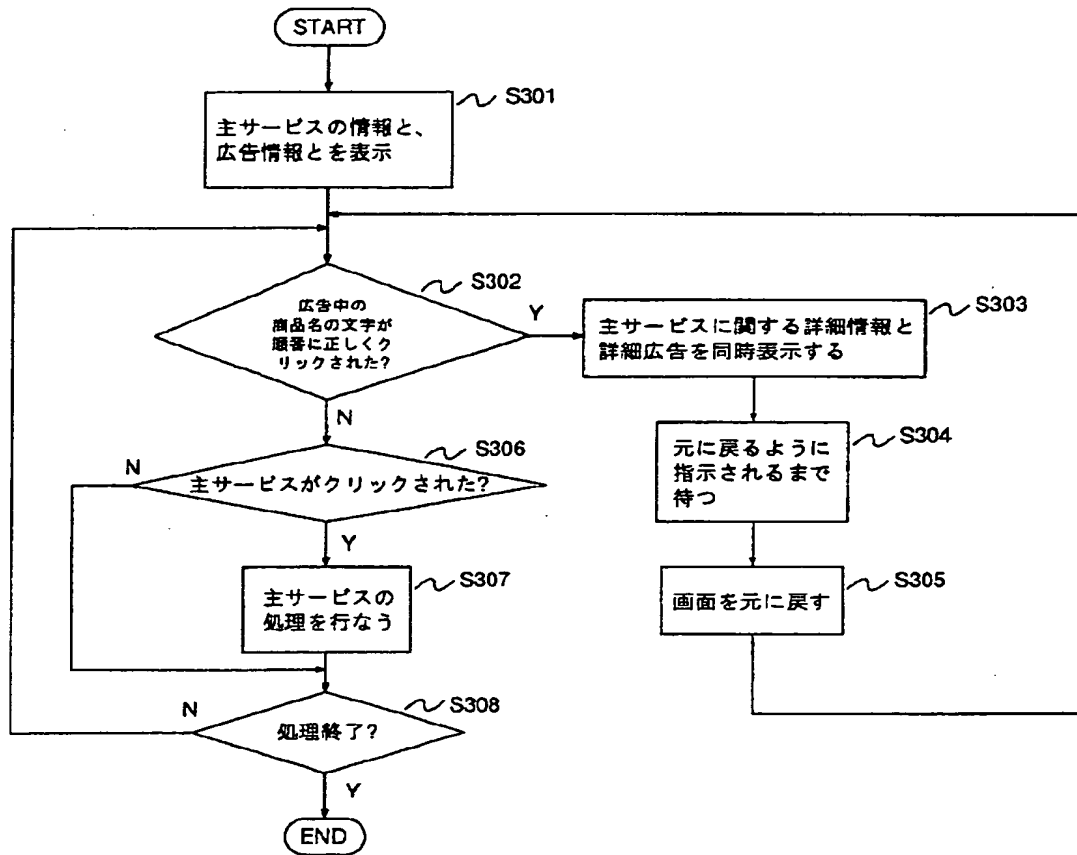 START
S301
主サービスの情報と、
広告情報とを表示
S302
広告中の
商品名の文字が
順番に正しくク
リックされた?
Y
S303
主サービスに関する詳細情報と
詳細広告を同時表示する
N
S304
元に戻るように
指示されるまで
待つ
S306
N
主サービスがクリックされた?
Y
S305
画面を元に戻す
S307
主サービスの
処理を行なう
S308
N
処理終了?
Y
END